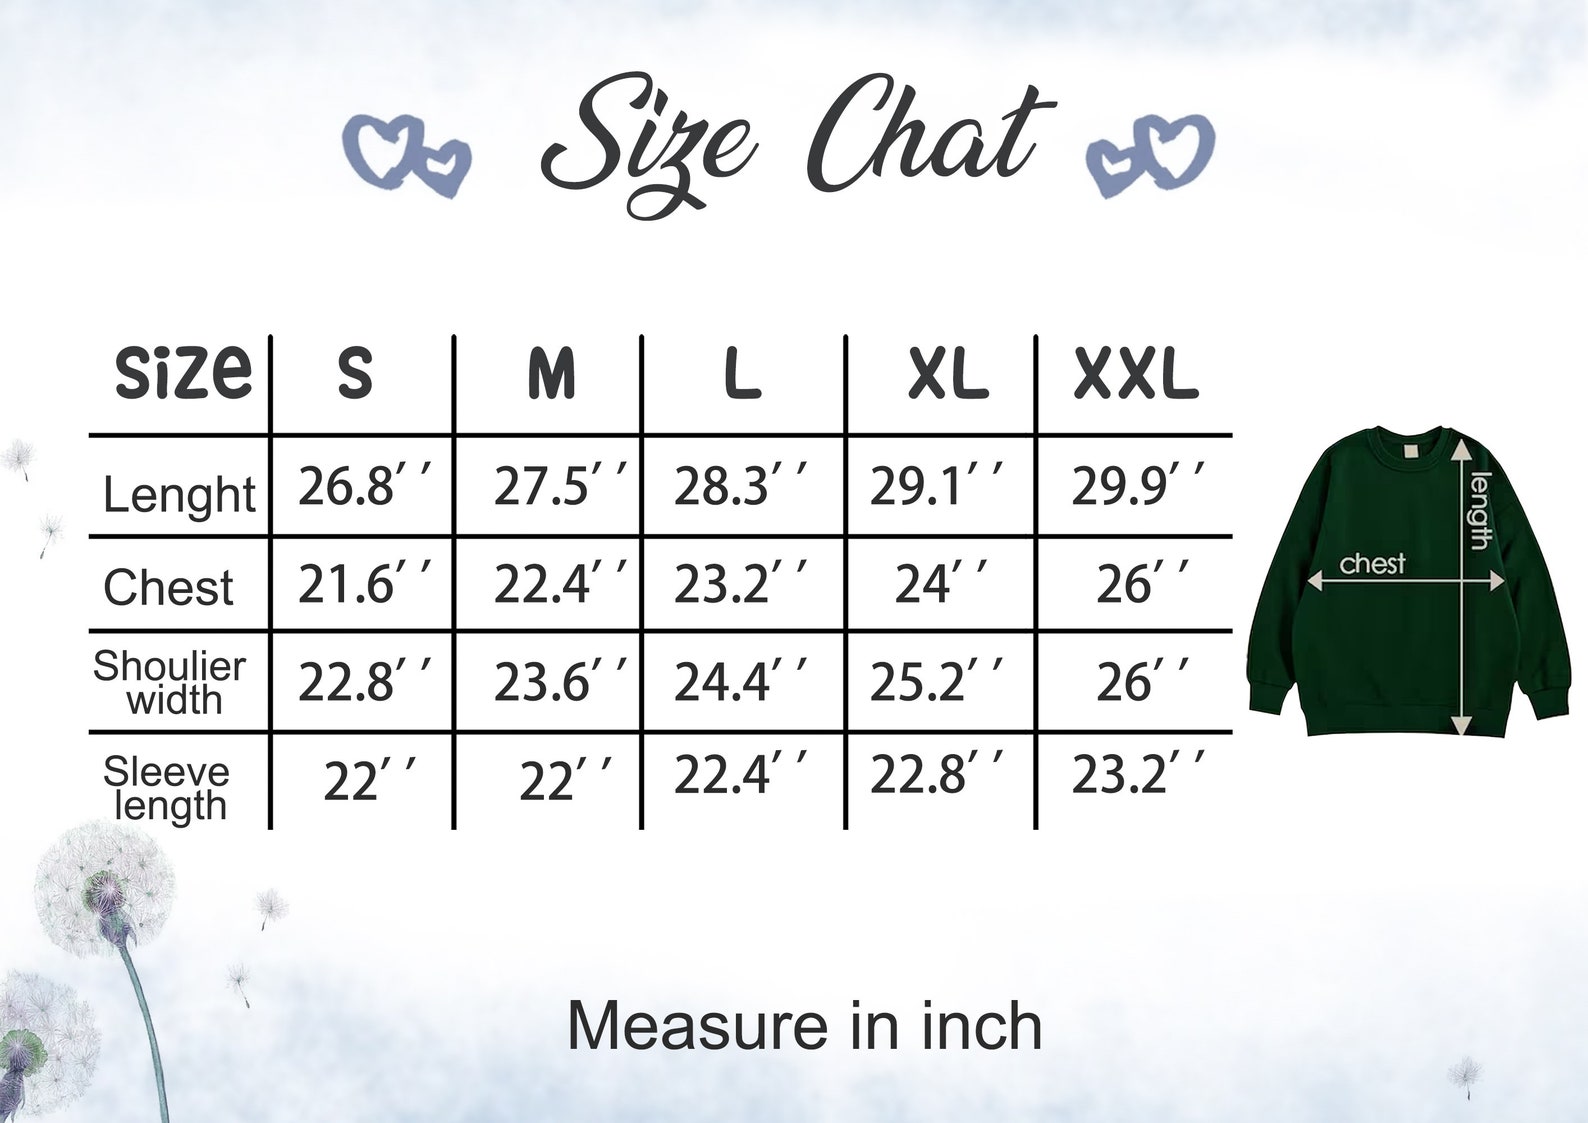 Size Chat
Size S M L XL XXL
Lenght 26.8′′ 27.5′′ 28.3′′ 29.1′′ 29.9′′
Chest 21.6′′ 22.4′′ 23.2′′ 24′′ 26′′
Shoulier width 22.8′′ 23.6′′ 24.4′′ 25.2′′ 26′′
Sleeve length 22′′ 22′′ 22.4′′ 22.8′′ 23.2′′
length
chest
Measure in inch